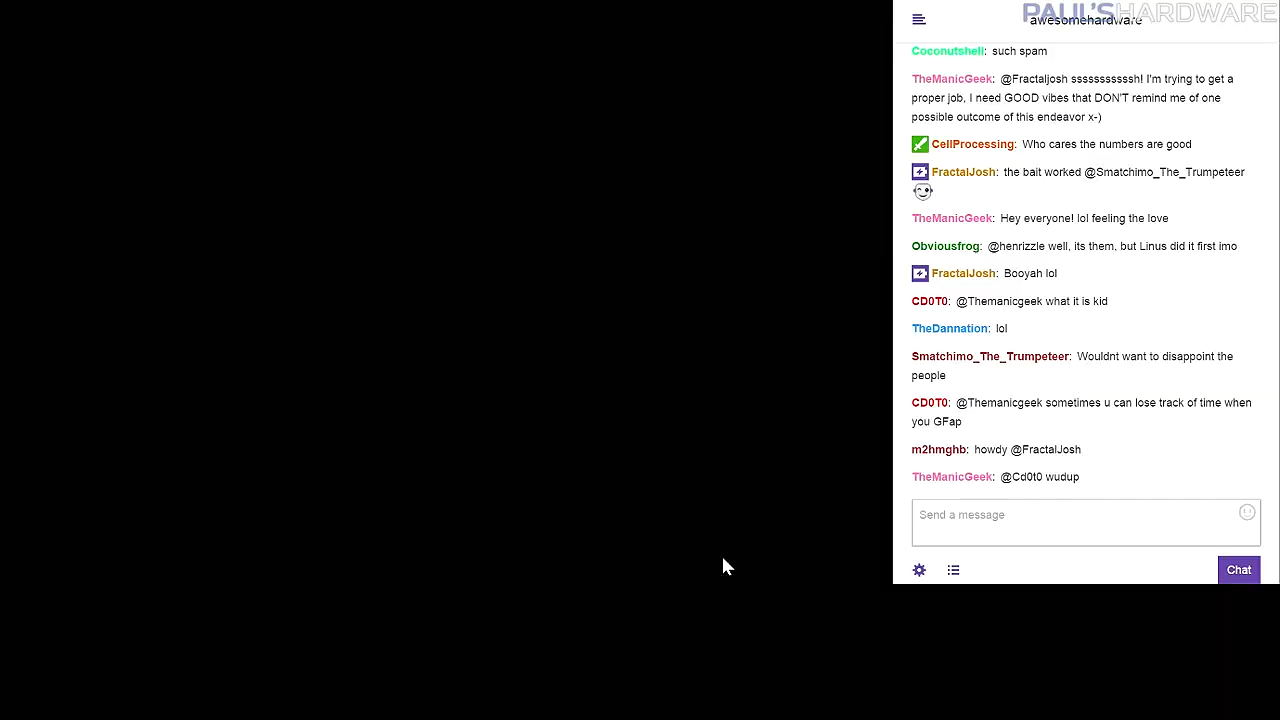 PAUL'SHARDWARE
awesomehardware
Coconutshell: such spam
TheManicGeek: @Fractaljosh sssssssssssh! I'm trying to get a
proper job, I need GOOD vibes that DON'T remind me of one
possible outcome of this endeavor x-)
CellProcessing: Who cares the numbers are good
FractalJosh: the bait worked @Smatchimo_The_Trumpeteer
TheManicGeek: Hey everyone! lol feeling the love
Obviousfrog: @henrizzle well, its them, but Linus did it first imo
FractalJosh: Booyah lol
CD0T0: @Themanicgeek what it is kid
TheDannation: lol
Smatchimo_The_Trumpeteer: Wouldnt want to disappoint the
people
CD0T0: @Themanicgeek sometimes u can lose track of time when
you GFap
m2hmghb: howdy @FractalJosh
TheManicGeek: @Cd0t0 wudup
Send a message
Chat